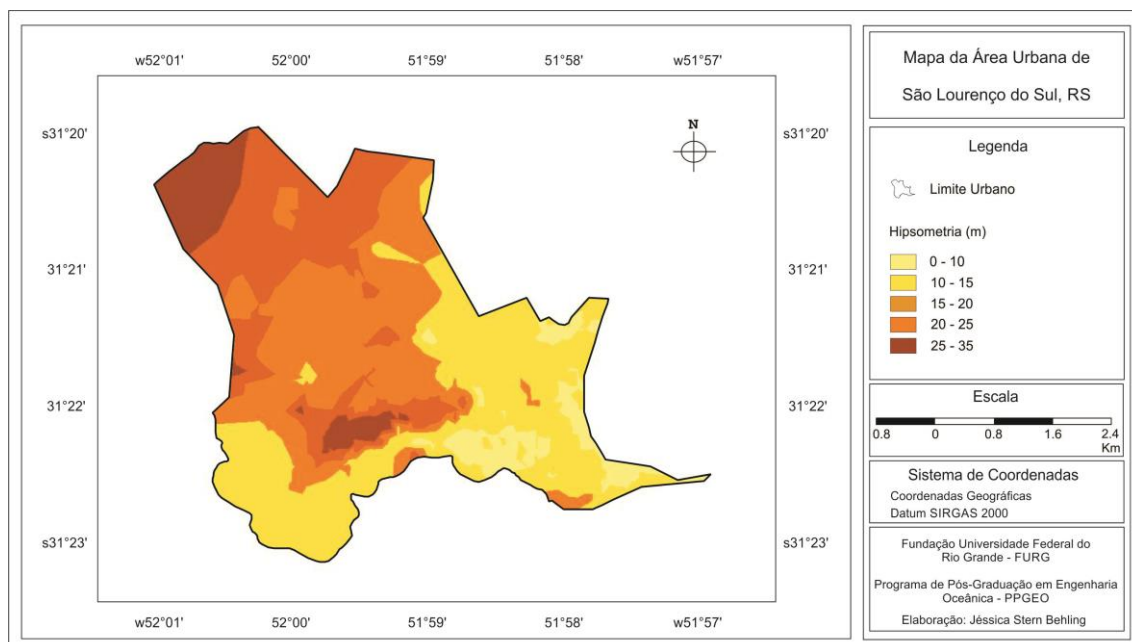 w52°01' 52°00' 51°59' 51°58' w51°57'
s31°20' s31°20'
N
31°21' 31°21'
31°22' 31°22'
s31°23' s31°23'
w52°01' 52°00' 51°59' 51°58' w51°57'
Mapa da Área Urbana de
São Lourenço do Sul, RS
Legenda
Limite Urbano
Hipsometria (m)
0 - 10
10 - 15
15 - 20
20 - 25
25 - 35
Escala
0.8 0 0.8 1.6 2.4
Km
Sistema de Coordenadas
Coordenadas Geográficas
Datum SIRGAS 2000
Fundação Universidade Federal do
Rio Grande - FURG
Programa de Pós-Graduação em Engenharia
Oceânica - PPGEO
Elaboração: Jéssica Stern Behling